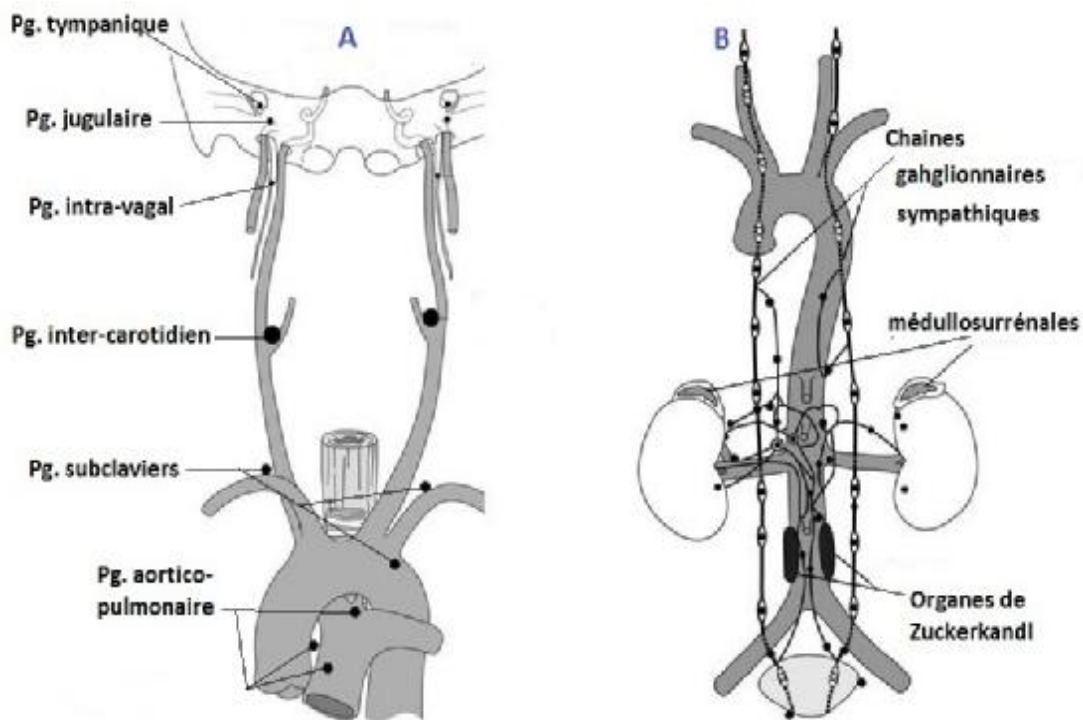 A
Pg. tympanique
Pg. jugulaire
Pg. intra-vagal
Pg. inter-carotidien
Pg. subclaviers
Pg. aortico-
pulmonaire
B
Chaines
gahglionnaires
sympathiques
médullosurrénales
Organes de
Zuckerkandl